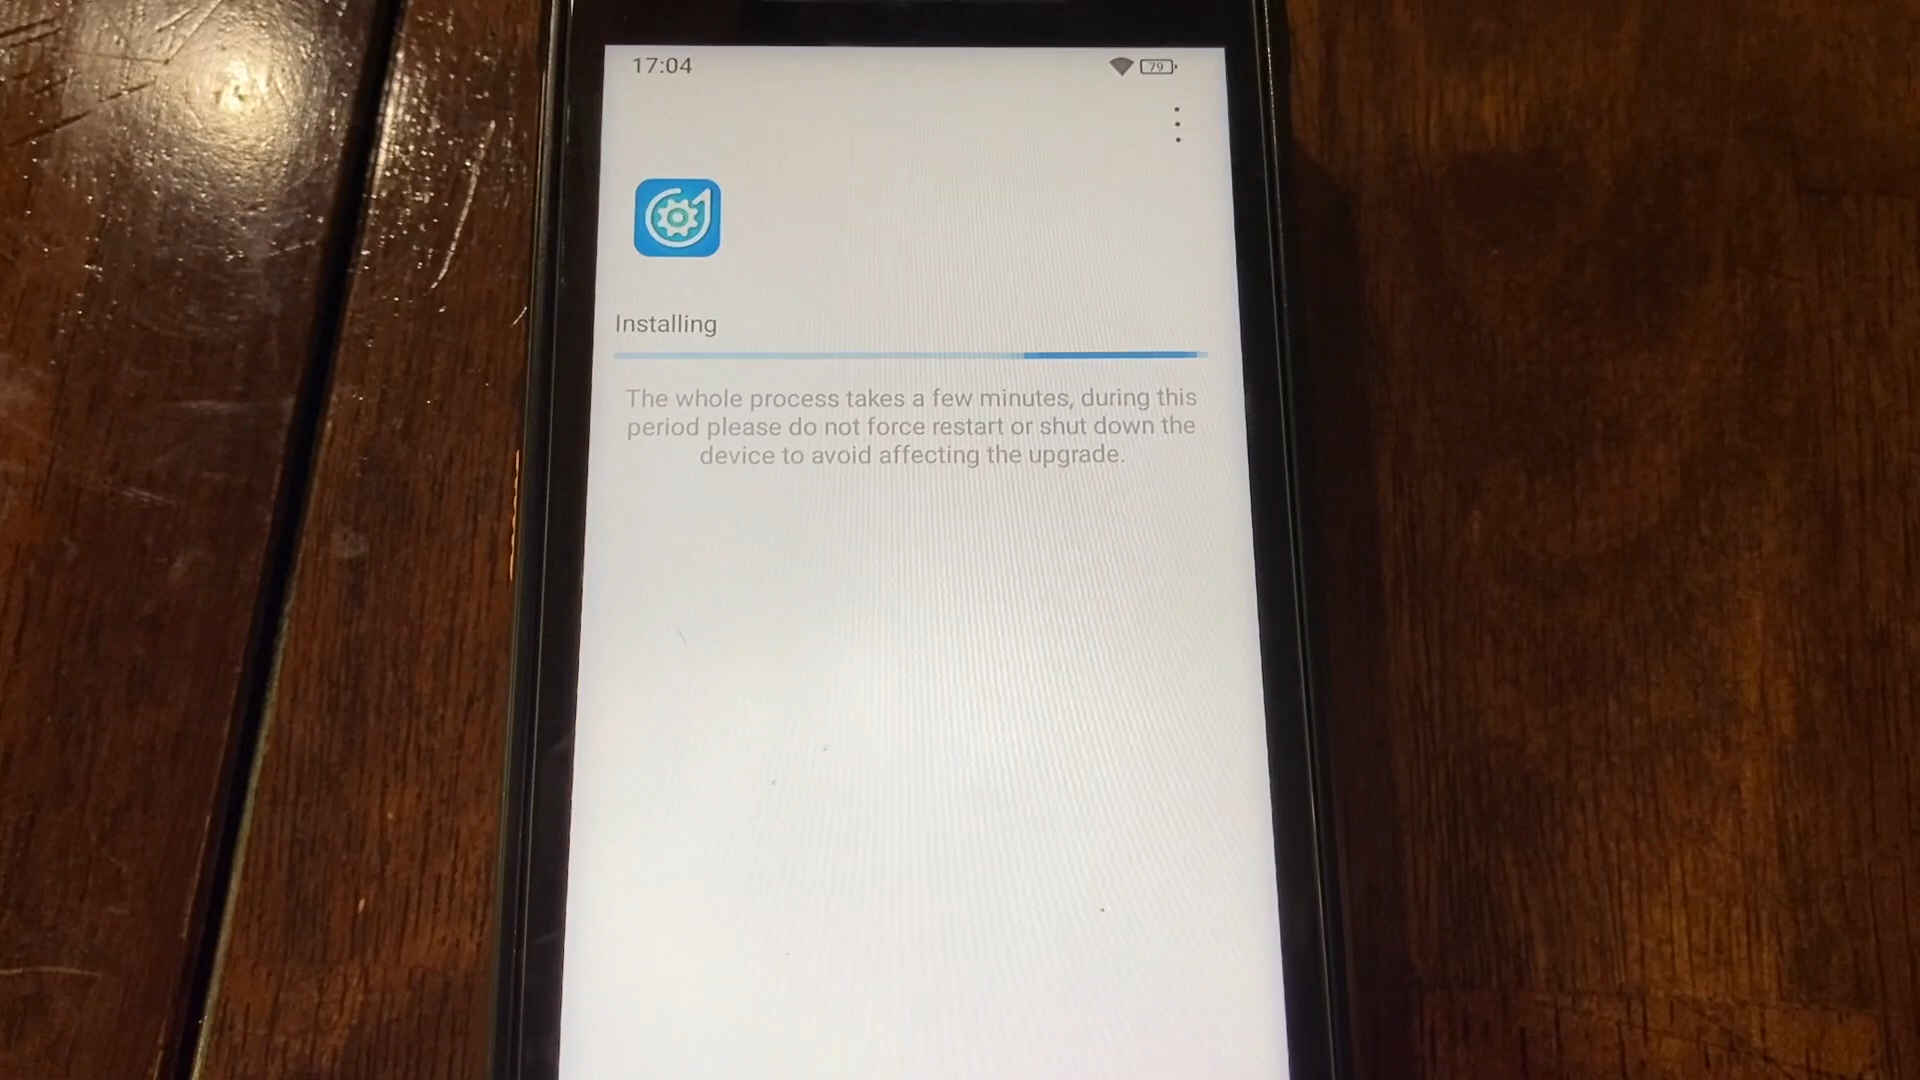 17:04
79
Installing
The whole process takes a few minutes, during this
period please do not force restart or shut down the
device to avoid affecting the upgrade.